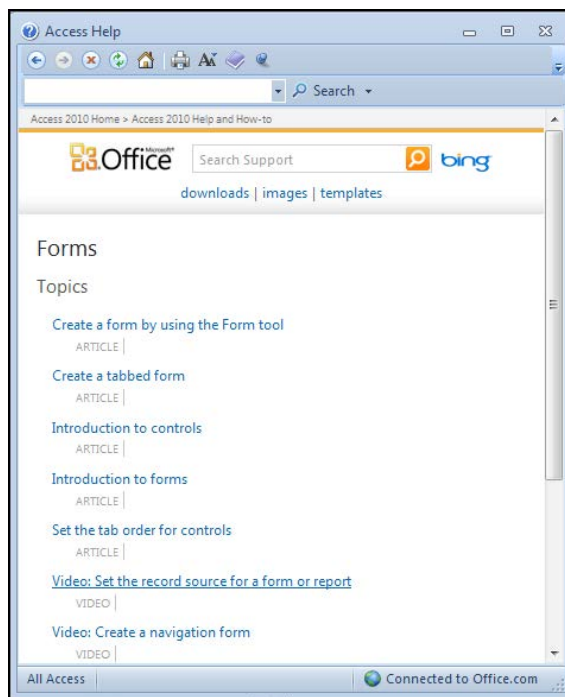 Access Help
Search
Access 2010 Home > Access 2010 Help and How-to
Microsoft®
Office
Search Support
bing
downloads | images | templates
Forms
Topics
Create a form by using the Form tool
ARTICLE |
Create a tabbed form
ARTICLE |
Introduction to controls
ARTICLE |
Introduction to forms
ARTICLE |
Set the tab order for controls
ARTICLE |
Video: Set the record source for a form or report
VIDEO |
Video: Create a navigation form
VIDEO |
All Access
Connected to Office.com